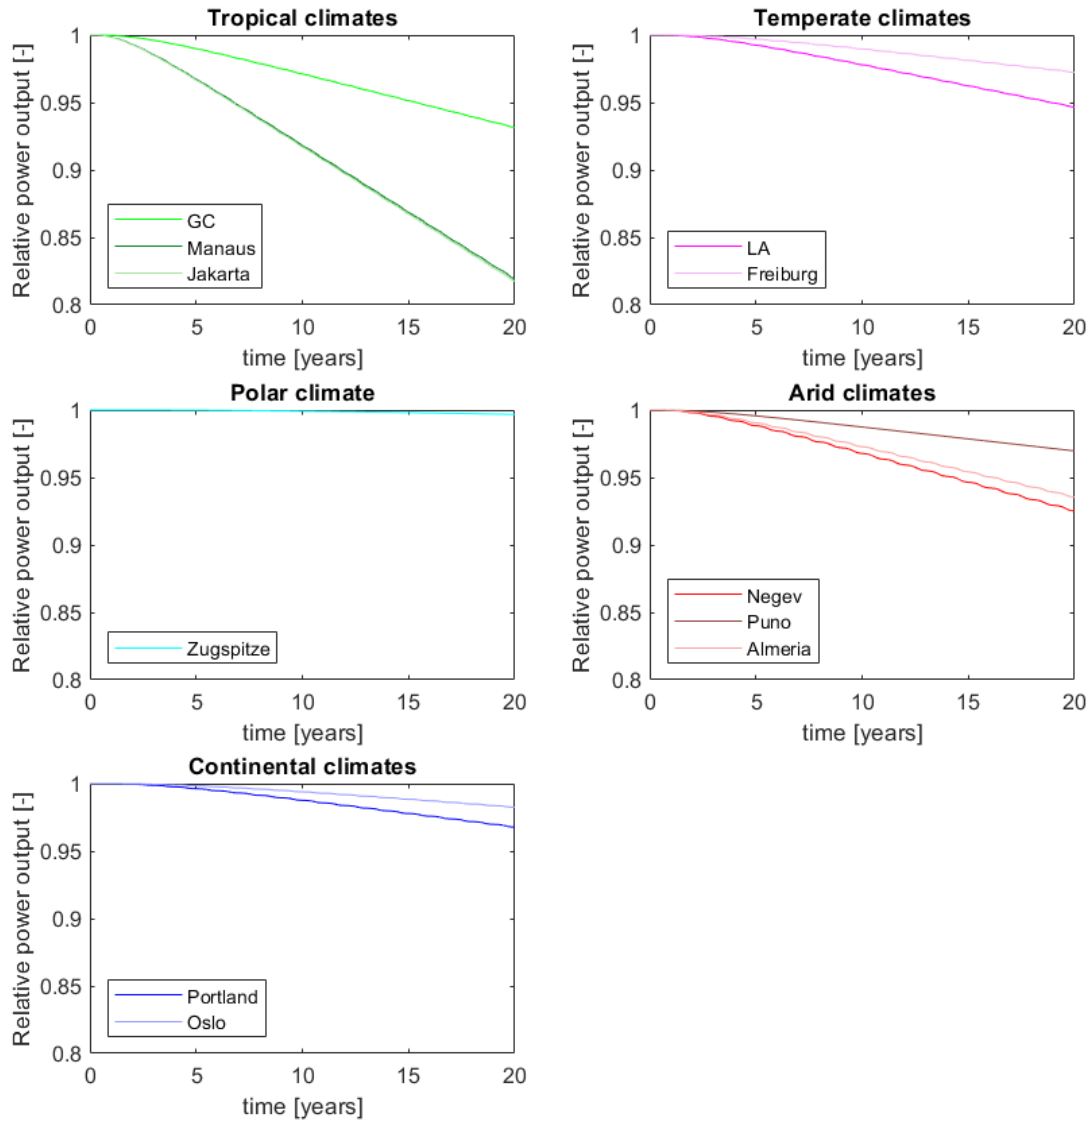 Tropical climates
Relative power output [-]
1
0.95
0.9
0.85
0.8
GC
Manaus
Jakarta
0 5 10 15 20
time [years]
Temperate climates
Relative power output [-]
1
0.95
0.9
0.85
0.8
LA
Freiburg
0 5 10 15 20
time [years]
Polar climate
Relative power output [-]
1
0.95
0.9
0.85
0.8
Zugspitze
0 5 10 15 20
time [years]
Arid climates
Relative power output [-]
1
0.95
0.9
0.85
0.8
Negev
Puno
Almeria
0 5 10 15 20
time [years]
Continental climates
Relative power output [-]
1
0.95
0.9
0.85
0.8
Portland
Oslo
0 5 10 15 20
time [years]